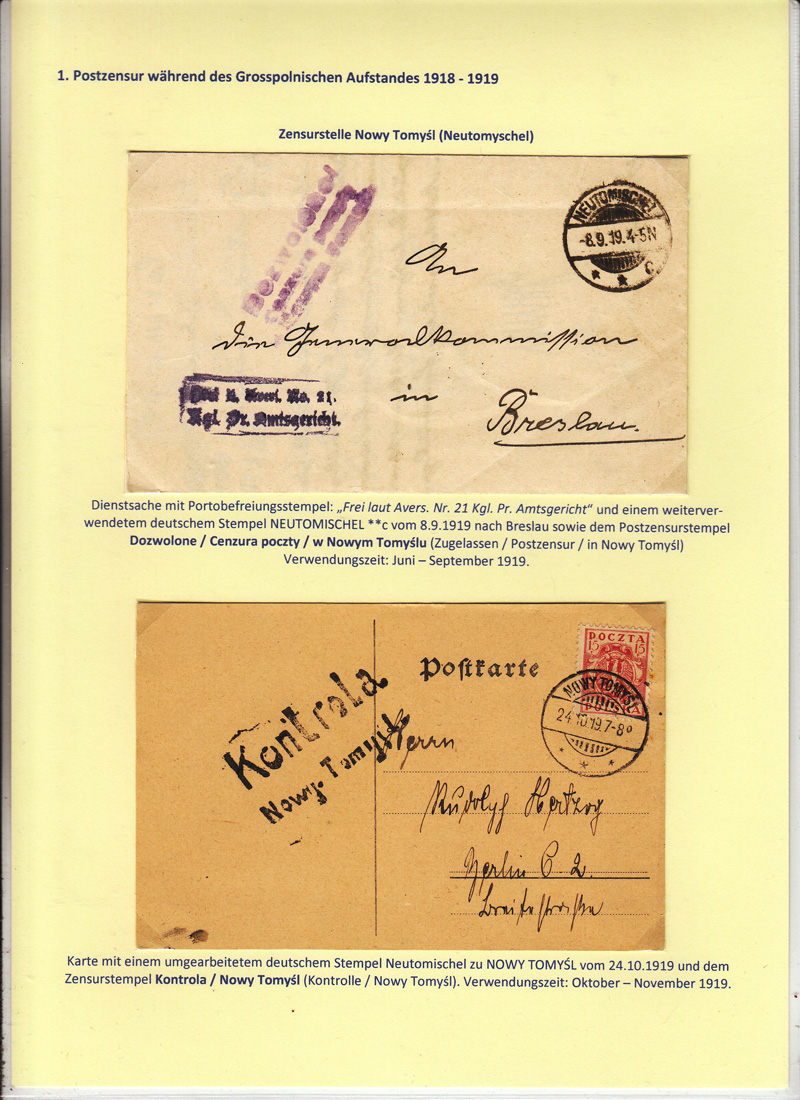 1. Postzensur während des Grosspolnischen Aufstandes 1918 - 1919
Zensurstelle Nowy Tomyśl (Neutomyschel)
Dozwolone!
Cenzura
NEUTOMISCHEL
-8.9.19.4-5N
* * c
An
die Generalkommission
in
Breslau.
Frei l. Avers. No. 21.
Kgl. Pr. Amtsgericht.
Dienstsache mit Portobefreiungsstempel: „Frei laut Avers. Nr. 21 Kgl. Pr. Amtsgericht“ und einem weiterver-
wendetem deutschem Stempel NEUTOMISCHEL **c vom 8.9.1919 nach Breslau sowie dem Postzensurstempel
Dozwolone / Cenzura poczty / w Nowym Tomyślu (Zugelassen / Postzensur / in Nowy Tomyśl)
Verwendungszeit: Juni – September 1919.
POCZTA
15 15
Postkarte
NOWY TOMYŚL
24.10.19.7-8⁰
* * *
Kontrola
Nowy-Tomyśl
Herrn
Rudolph Hertzog
Berlin C 2.
Breitestrasse
Karte mit einem umgearbeitetem deutschem Stempel Neutomischel zu NOWY TOMYŚL vom 24.10.1919 und dem
Zensurstempel Kontrola / Nowy Tomyśl (Kontrolle / Nowy Tomyśl). Verwendungszeit: Oktober – November 1919.